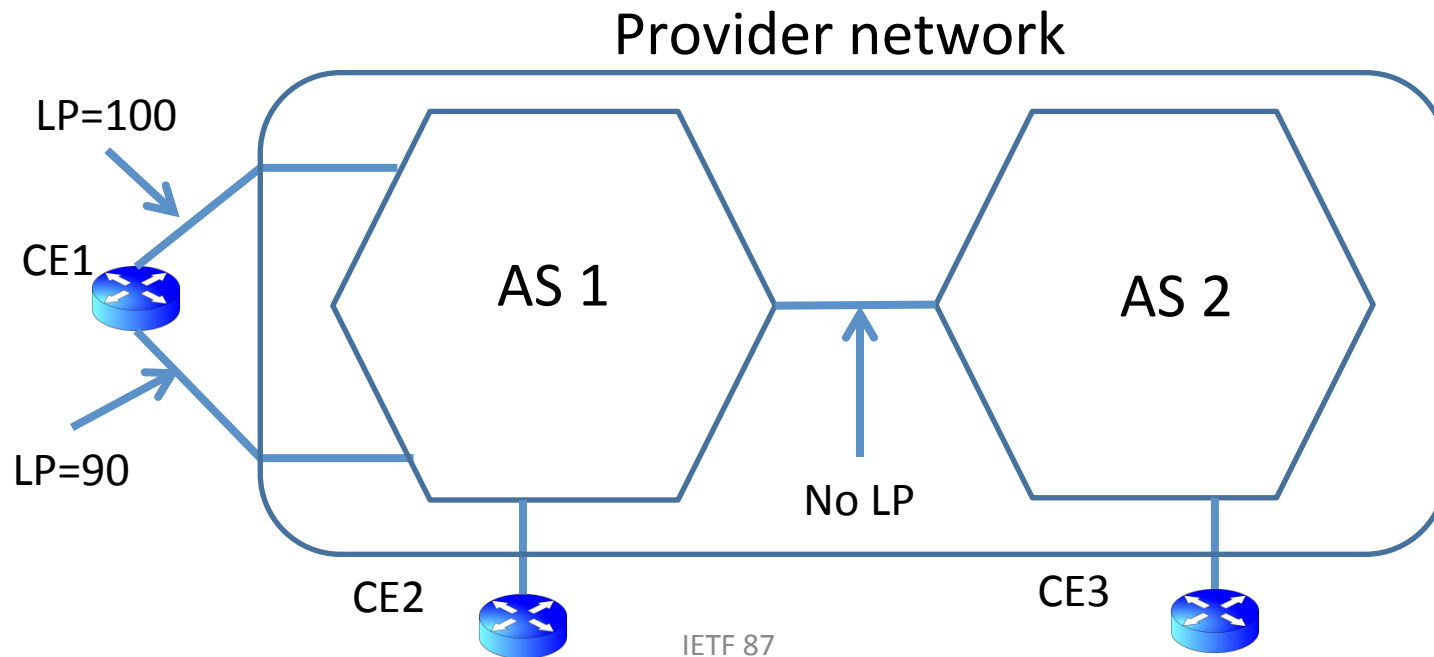 Provider network
LP=100
CE1
AS 1
AS 2
LP=90
No LP
CE2
CE3
IETF 87